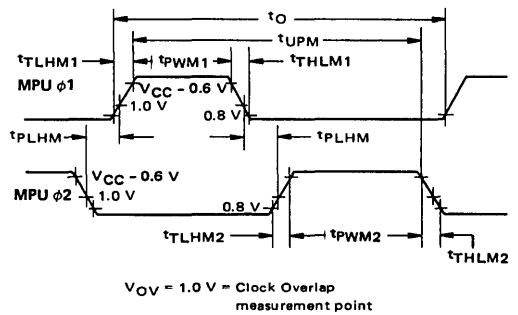 tO
tUPM
tTLHM1
tPWM1
tTHLM1
MPU ϕ1
VCC − 0.6 V
1.0 V
0.8 V
tPLHM
tPLHM
VCC − 0.6 V
MPU ϕ2
1.0 V
0.8 V
tTLHM2
tPWM2
tTHLM2
VOV = 1.0 V = Clock Overlap
measurement point